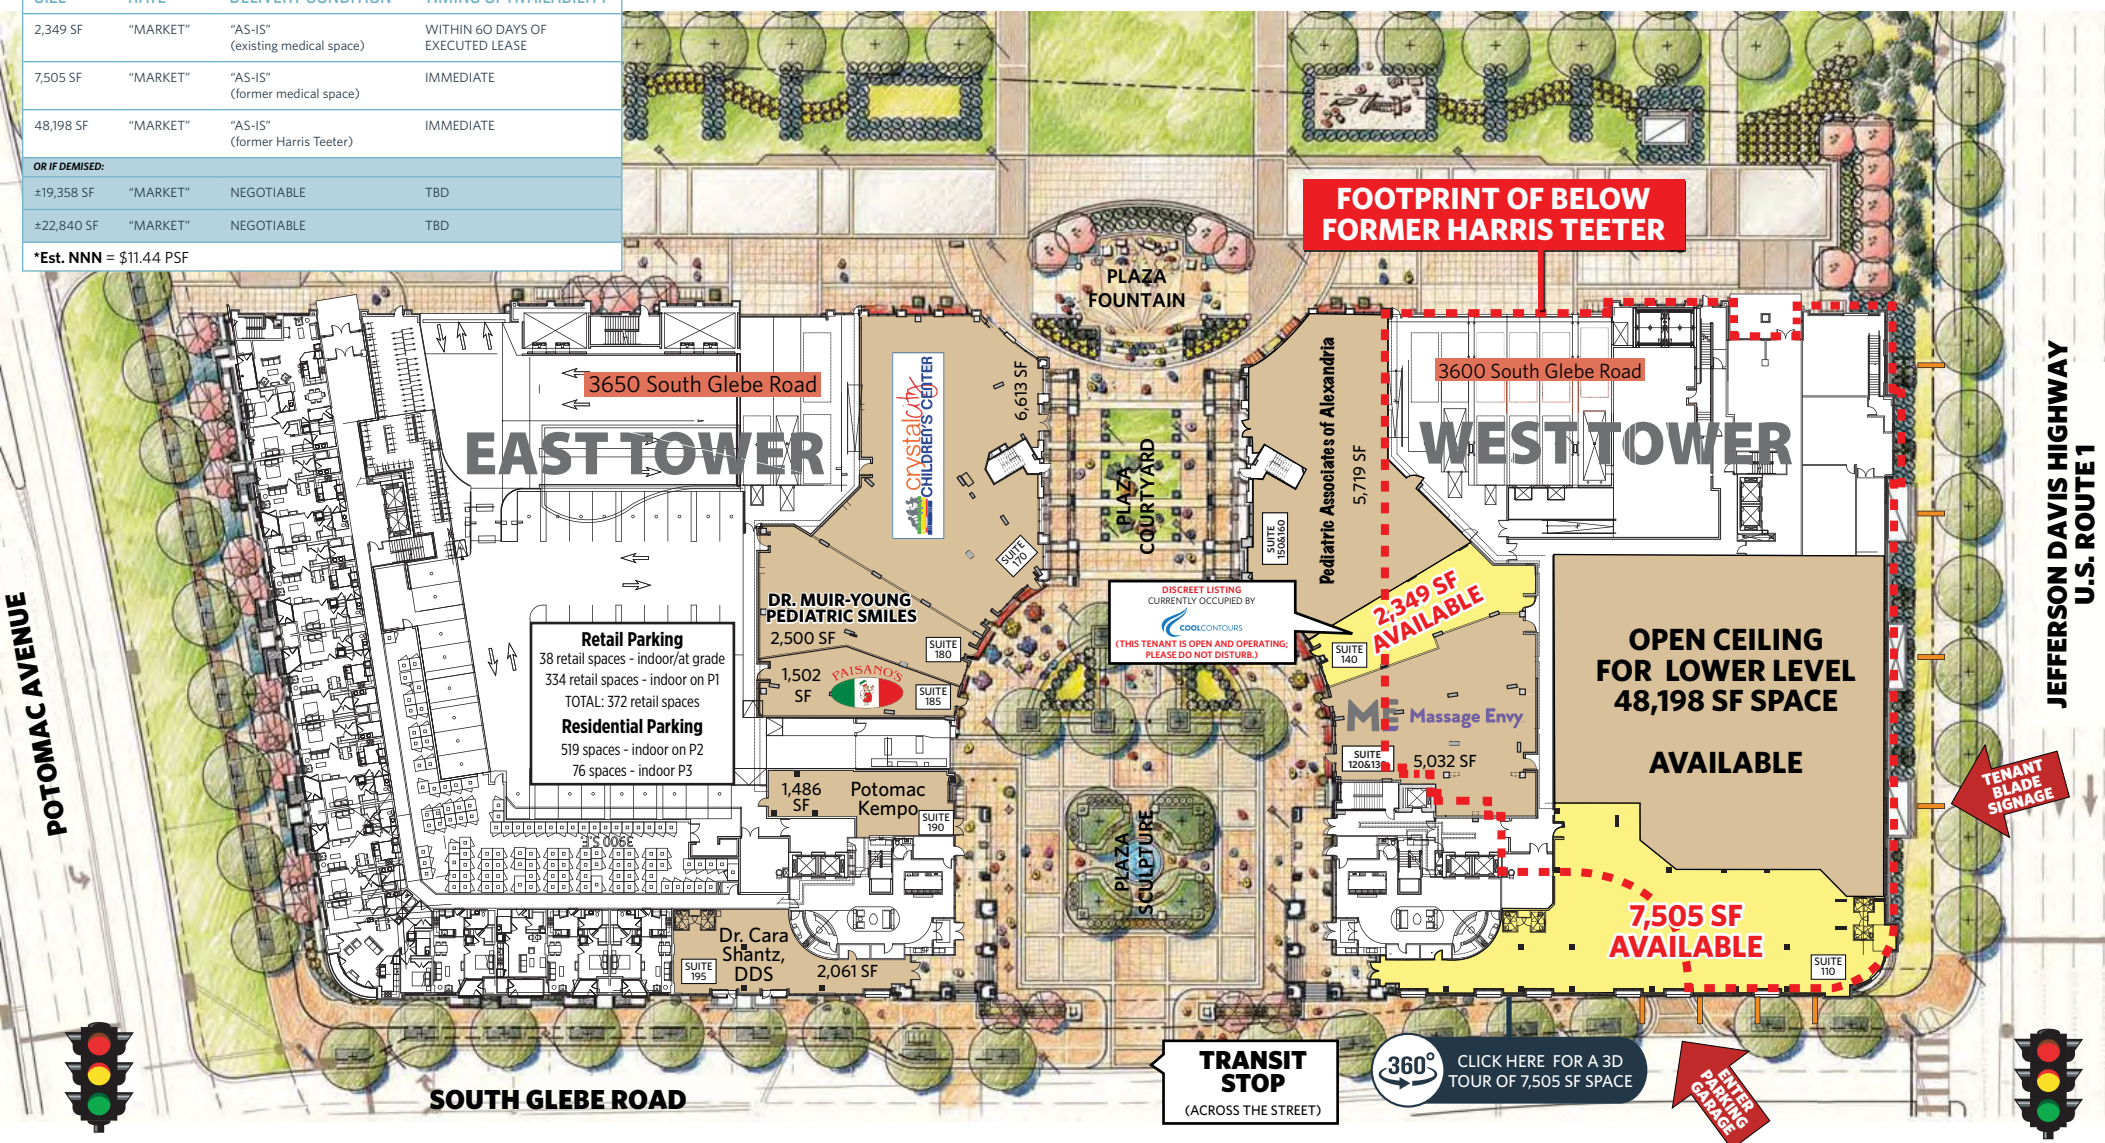 SIZE RATE DELIVERY CONDITION TIMING OF AVAILABILITY
2,349 SF “MARKET” “AS-IS” WITHIN 60 DAYS OF
(existing medical space) EXECUTED LEASE
7,505 SF “MARKET” “AS-IS” IMMEDIATE
(former medical space)
48,198 SF “MARKET” “AS-IS” IMMEDIATE
(former Harris Teeter)
OR IF DEMISED:
±19,358 SF “MARKET” NEGOTIABLE TBD
±22,840 SF “MARKET” NEGOTIABLE TBD
*Est. NNN = $11.44 PSF
FOOTPRINT OF BELOW
FORMER HARRIS TEETER
PLAZA
FOUNTAIN
3650 South Glebe Road
EAST TOWER
crystalcity
CHILDREN'S CENTER
6,613 SF
SUITE
170
PLAZA
COURTYARD
Pediatric Associates of Alexandria
5,719 SF
SUITE
150&160
3600 South Glebe Road
WEST TOWER
JEFFERSON DAVIS HIGHWAY
U.S. ROUTE 1
POTOMAC AVENUE
DR. MUIR-YOUNG
PEDIATRIC SMILES
2,500 SF
SUITE
180
1,502
SF
PAISANO'S
SUITE
185
Retail Parking
38 retail spaces - indoor/at grade
334 retail spaces - indoor on P1
TOTAL: 372 retail spaces
Residential Parking
519 spaces - indoor on P2
76 spaces - indoor P3
DISCREET LISTING
CURRENTLY OCCUPIED BY
COOLCONTOURS
(THIS TENANT IS OPEN AND OPERATING;
PLEASE DO NOT DISTURB.)
2,349 SF
AVAILABLE
SUITE
140
ME Massage Envy
SUITE
120&13
5,032 SF
OPEN CEILING
FOR LOWER LEVEL
48,198 SF SPACE
AVAILABLE
TENANT
BLADE
SIGNAGE
1,486
SF
Potomac
Kempo
SUITE
190
3900 S.F.
PLAZA
SCULPTURE
Dr. Cara
Shantz,
DDS
SUITE
195
2,061 SF
7,505 SF
AVAILABLE
SUITE
110
SOUTH GLEBE ROAD
TRANSIT
STOP
(ACROSS THE STREET)
360°
CLICK HERE FOR A 3D
TOUR OF 7,505 SF SPACE
ENTER
PARKING
GARAGE